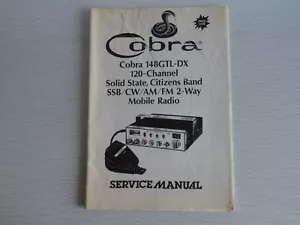 Cobra®
Cobra 148GTL-DX
120-Channel
Solid State, Citizens Band
SSB/CW/AM/FM 2-Way
Mobile Radio
SERVICE MANUAL